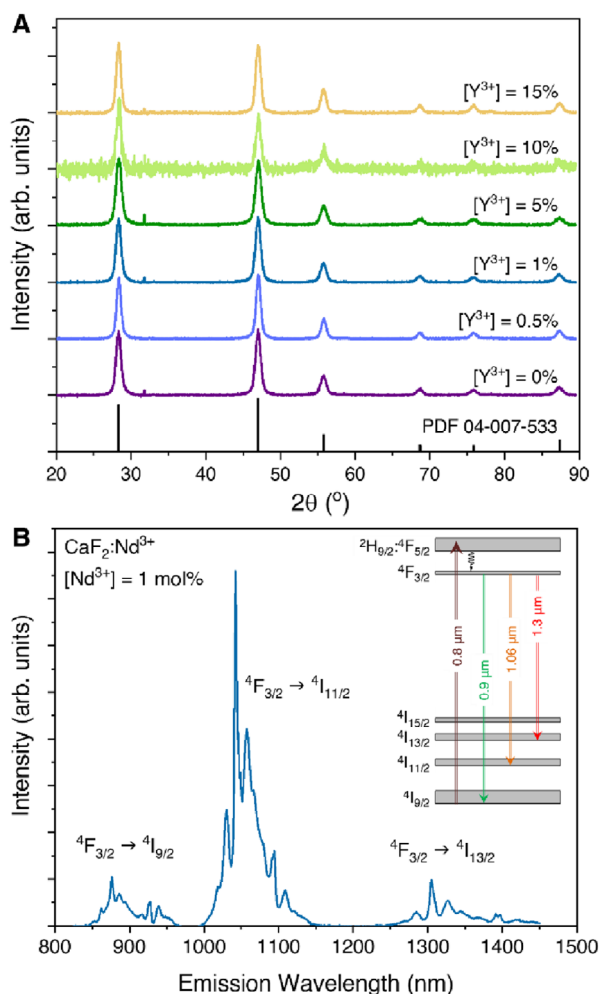 A
Intensity (arb. units)
[Y³⁺] = 15%
[Y³⁺] = 10%
[Y³⁺] = 5%
[Y³⁺] = 1%
[Y³⁺] = 0.5%
[Y³⁺] = 0%
PDF 04-007-533
20 30 40 50 60 70 80 90
2θ (°)
B
Intensity (arb. units)
CaF₂:Nd³⁺
[Nd³⁺] = 1 mol%
²H₉/₂:⁴F₅/₂
⁴F₃/₂
0.8 µm
0.9 µm
1.06 µm
1.3 µm
⁴I₁₅/₂
⁴I₁₃/₂
⁴I₁₁/₂
⁴I₉/₂
⁴F₃/₂ → ⁴I₁₁/₂
⁴F₃/₂ → ⁴I₉/₂
⁴F₃/₂ → ⁴I₁₃/₂
800 900 1000 1100 1200 1300 1400 1500
Emission Wavelength (nm)